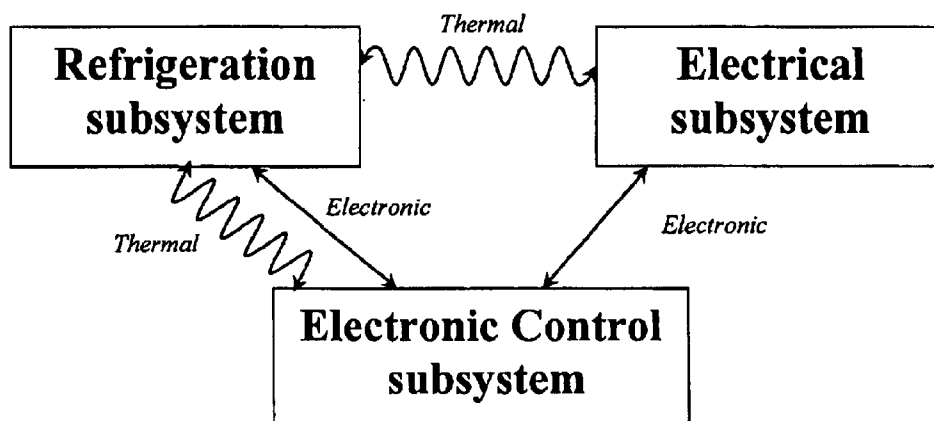 Thermal
Refrigeration
subsystem
Electrical
subsystem
Electronic
Electronic
Thermal
Electronic Control
subsystem